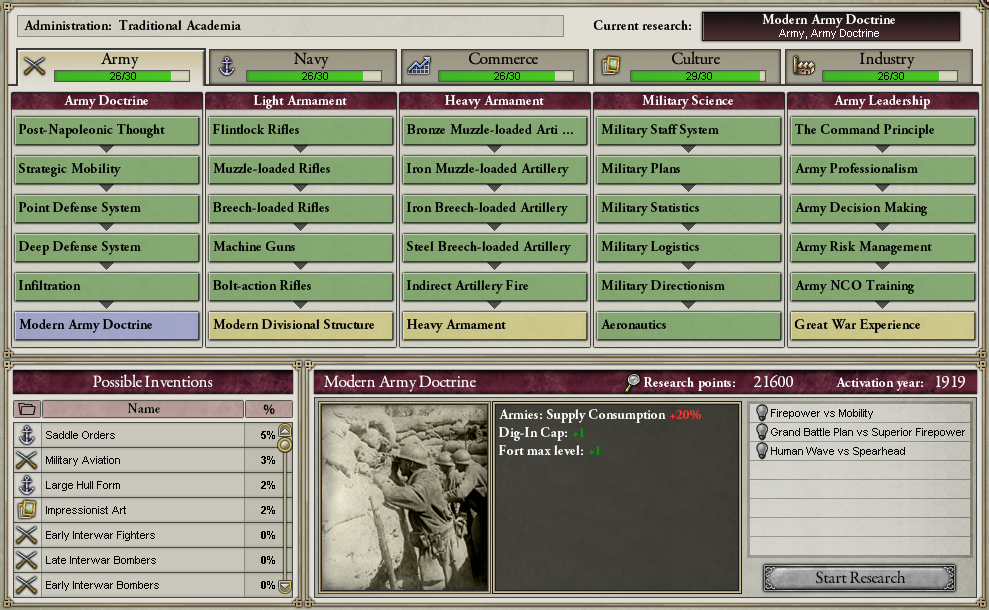 Administration: Traditional Academia
Current research:
Modern Army Doctrine
Army, Army Doctrine
Army
26/30
Navy
26/30
Commerce
26/30
Culture
29/30
Industry
26/30
Army Doctrine
Light Armament
Heavy Armament
Military Science
Army Leadership
Post-Napoleonic Thought
Flintlock Rifles
Bronze Muzzle-loaded Arti ...
Military Staff System
The Command Principle
Strategic Mobility
Muzzle-loaded Rifles
Iron Muzzle-loaded Artillery
Military Plans
Army Professionalism
Point Defense System
Breech-loaded Rifles
Iron Breech-loaded Artillery
Military Statistics
Army Decision Making
Deep Defense System
Machine Guns
Steel Breech-loaded Artillery
Military Logistics
Army Risk Management
Infiltration
Bolt-action Rifles
Indirect Artillery Fire
Military Directionism
Army NCO Training
Modern Army Doctrine
Modern Divisional Structure
Heavy Armament
Aeronautics
Great War Experience
Possible Inventions
Name %
Saddle Orders 5%
Military Aviation 3%
Large Hull Form 2%
Impressionist Art 2%
Early Interwar Fighters 0%
Late Interwar Bombers 0%
Early Interwar Bombers 0%
Modern Army Doctrine
Research points: 21600
Activation year: 1919
Armies: Supply Consumption +20%
Dig-In Cap: +1
Fort max level: +1
Firepower vs Mobility
Grand Battle Plan vs Superior Firepower
Human Wave vs Spearhead
Start Research